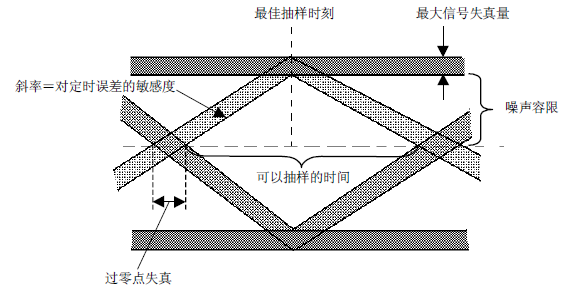 最佳抽样时刻
最大信号失真量
斜率＝对定时误差的敏感度
噪声容限
可以抽样的时间
过零点失真